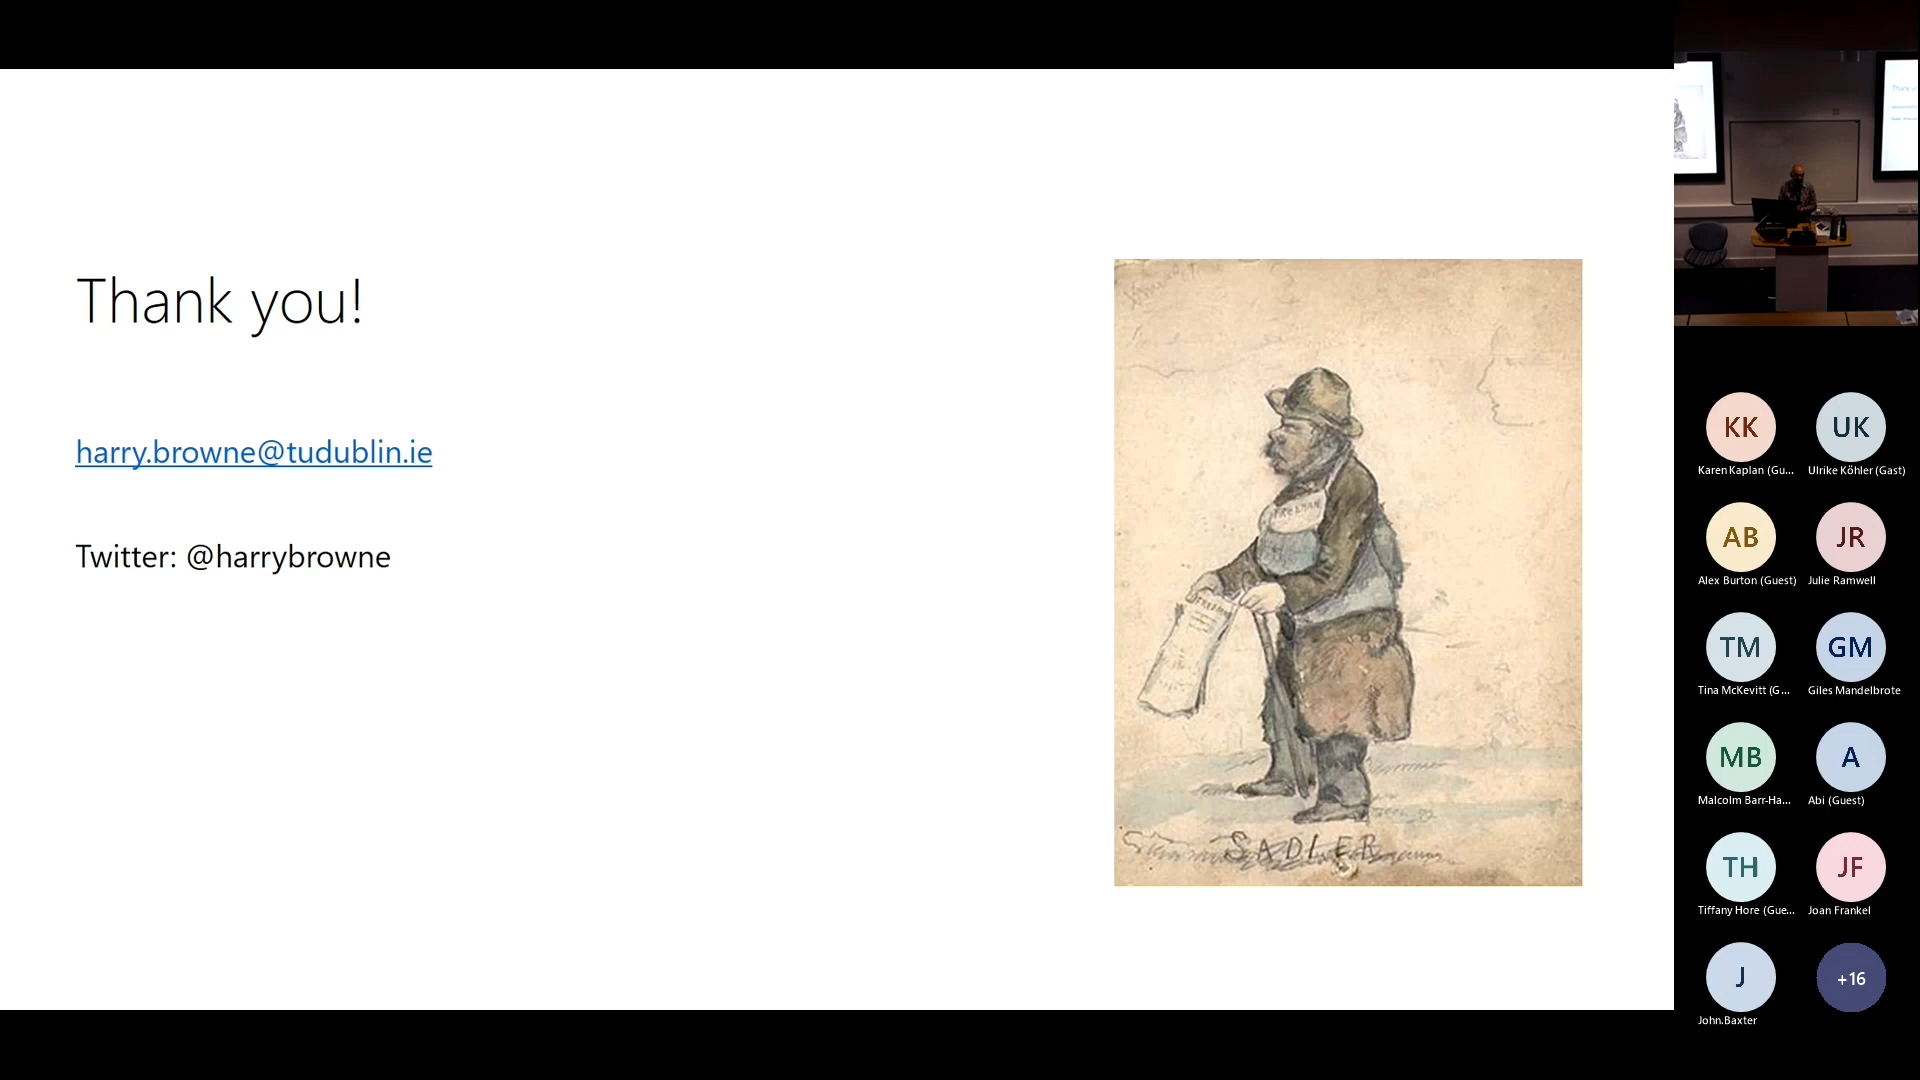 Thank you!
harry.browne@tudublin.ie
Twitter: @harrybrowne
SADLER
KK
Karen Kaplan (Gu...
UK
Ulrike Köhler (Gast)
AB
Alex Burton (Guest)
JR
Julie Ramwell
TM
Tina McKevitt (G...
GM
Giles Mandelbrote
MB
Malcolm Barr-Ha...
A
Abi (Guest)
TH
Tiffany Hore (Gue...
JF
Joan Frankel
J
John.Baxter
+16